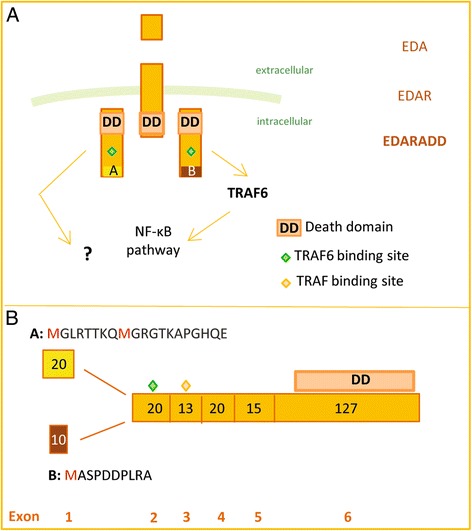 A
EDA
extracellular
EDAR
intracellular
DD DD DD
EDARADD
A B
TRAF6
?
NF-κB
pathway
DD Death domain
TRAF6 binding site
TRAF binding site
B
A: MGLRTTKQMGRGTKAPGHQE
20
DD
20 13 20 15 127
10
B: MASPDDPLRA
Exon 1 2 3 4 5 6